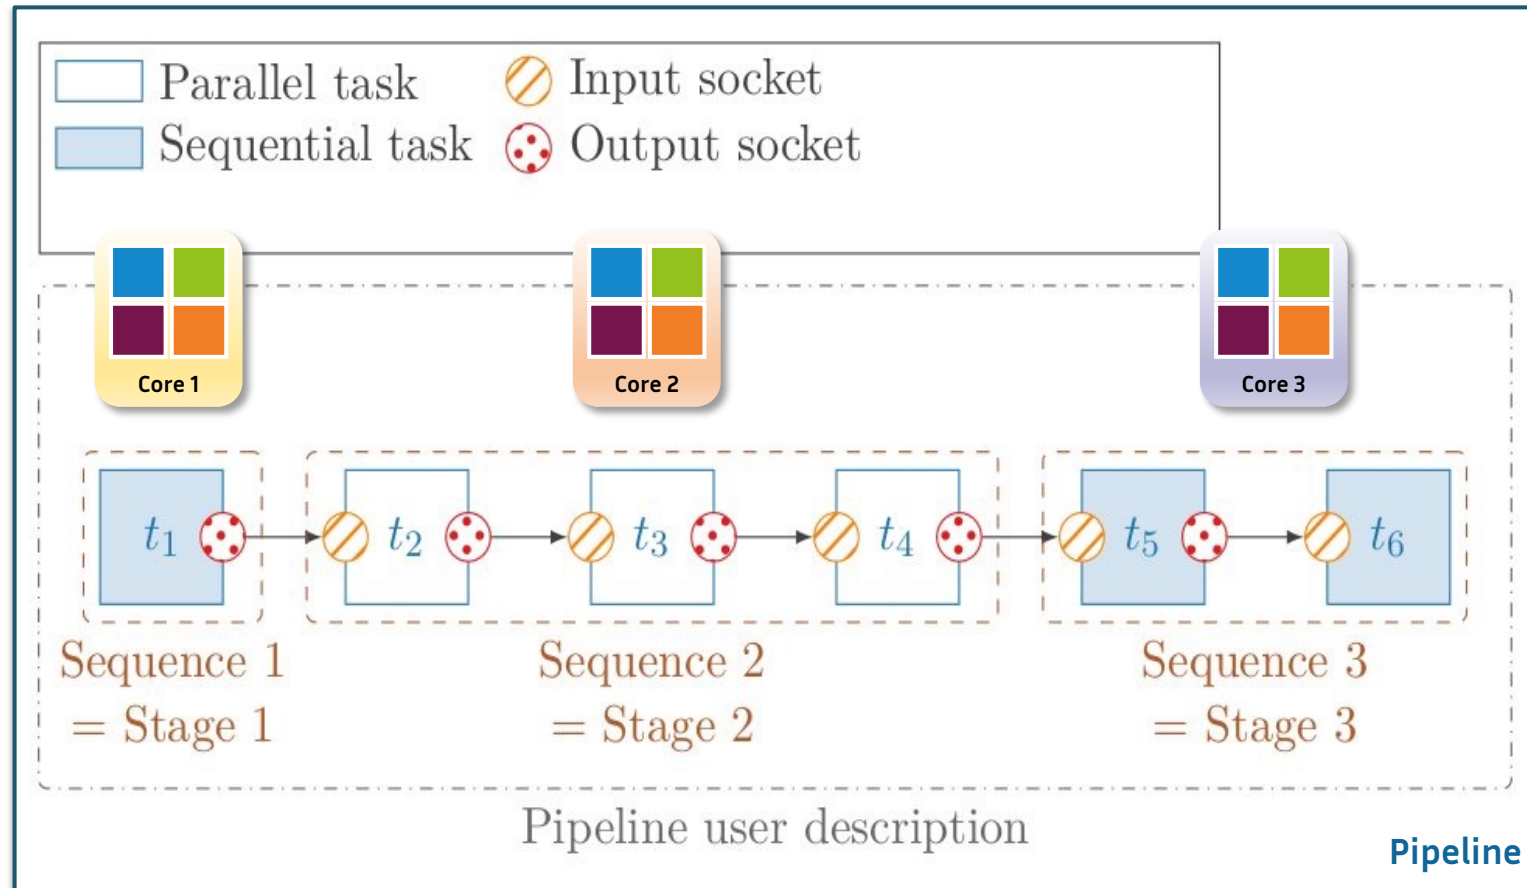 Parallel task
Input socket
Sequential task
Output socket
Core 1
Core 2
Core 3
t1
t2
t3
t4
t5
t6
Sequence 1
= Stage 1
Sequence 2
= Stage 2
Sequence 3
= Stage 3
Pipeline user description
Pipeline